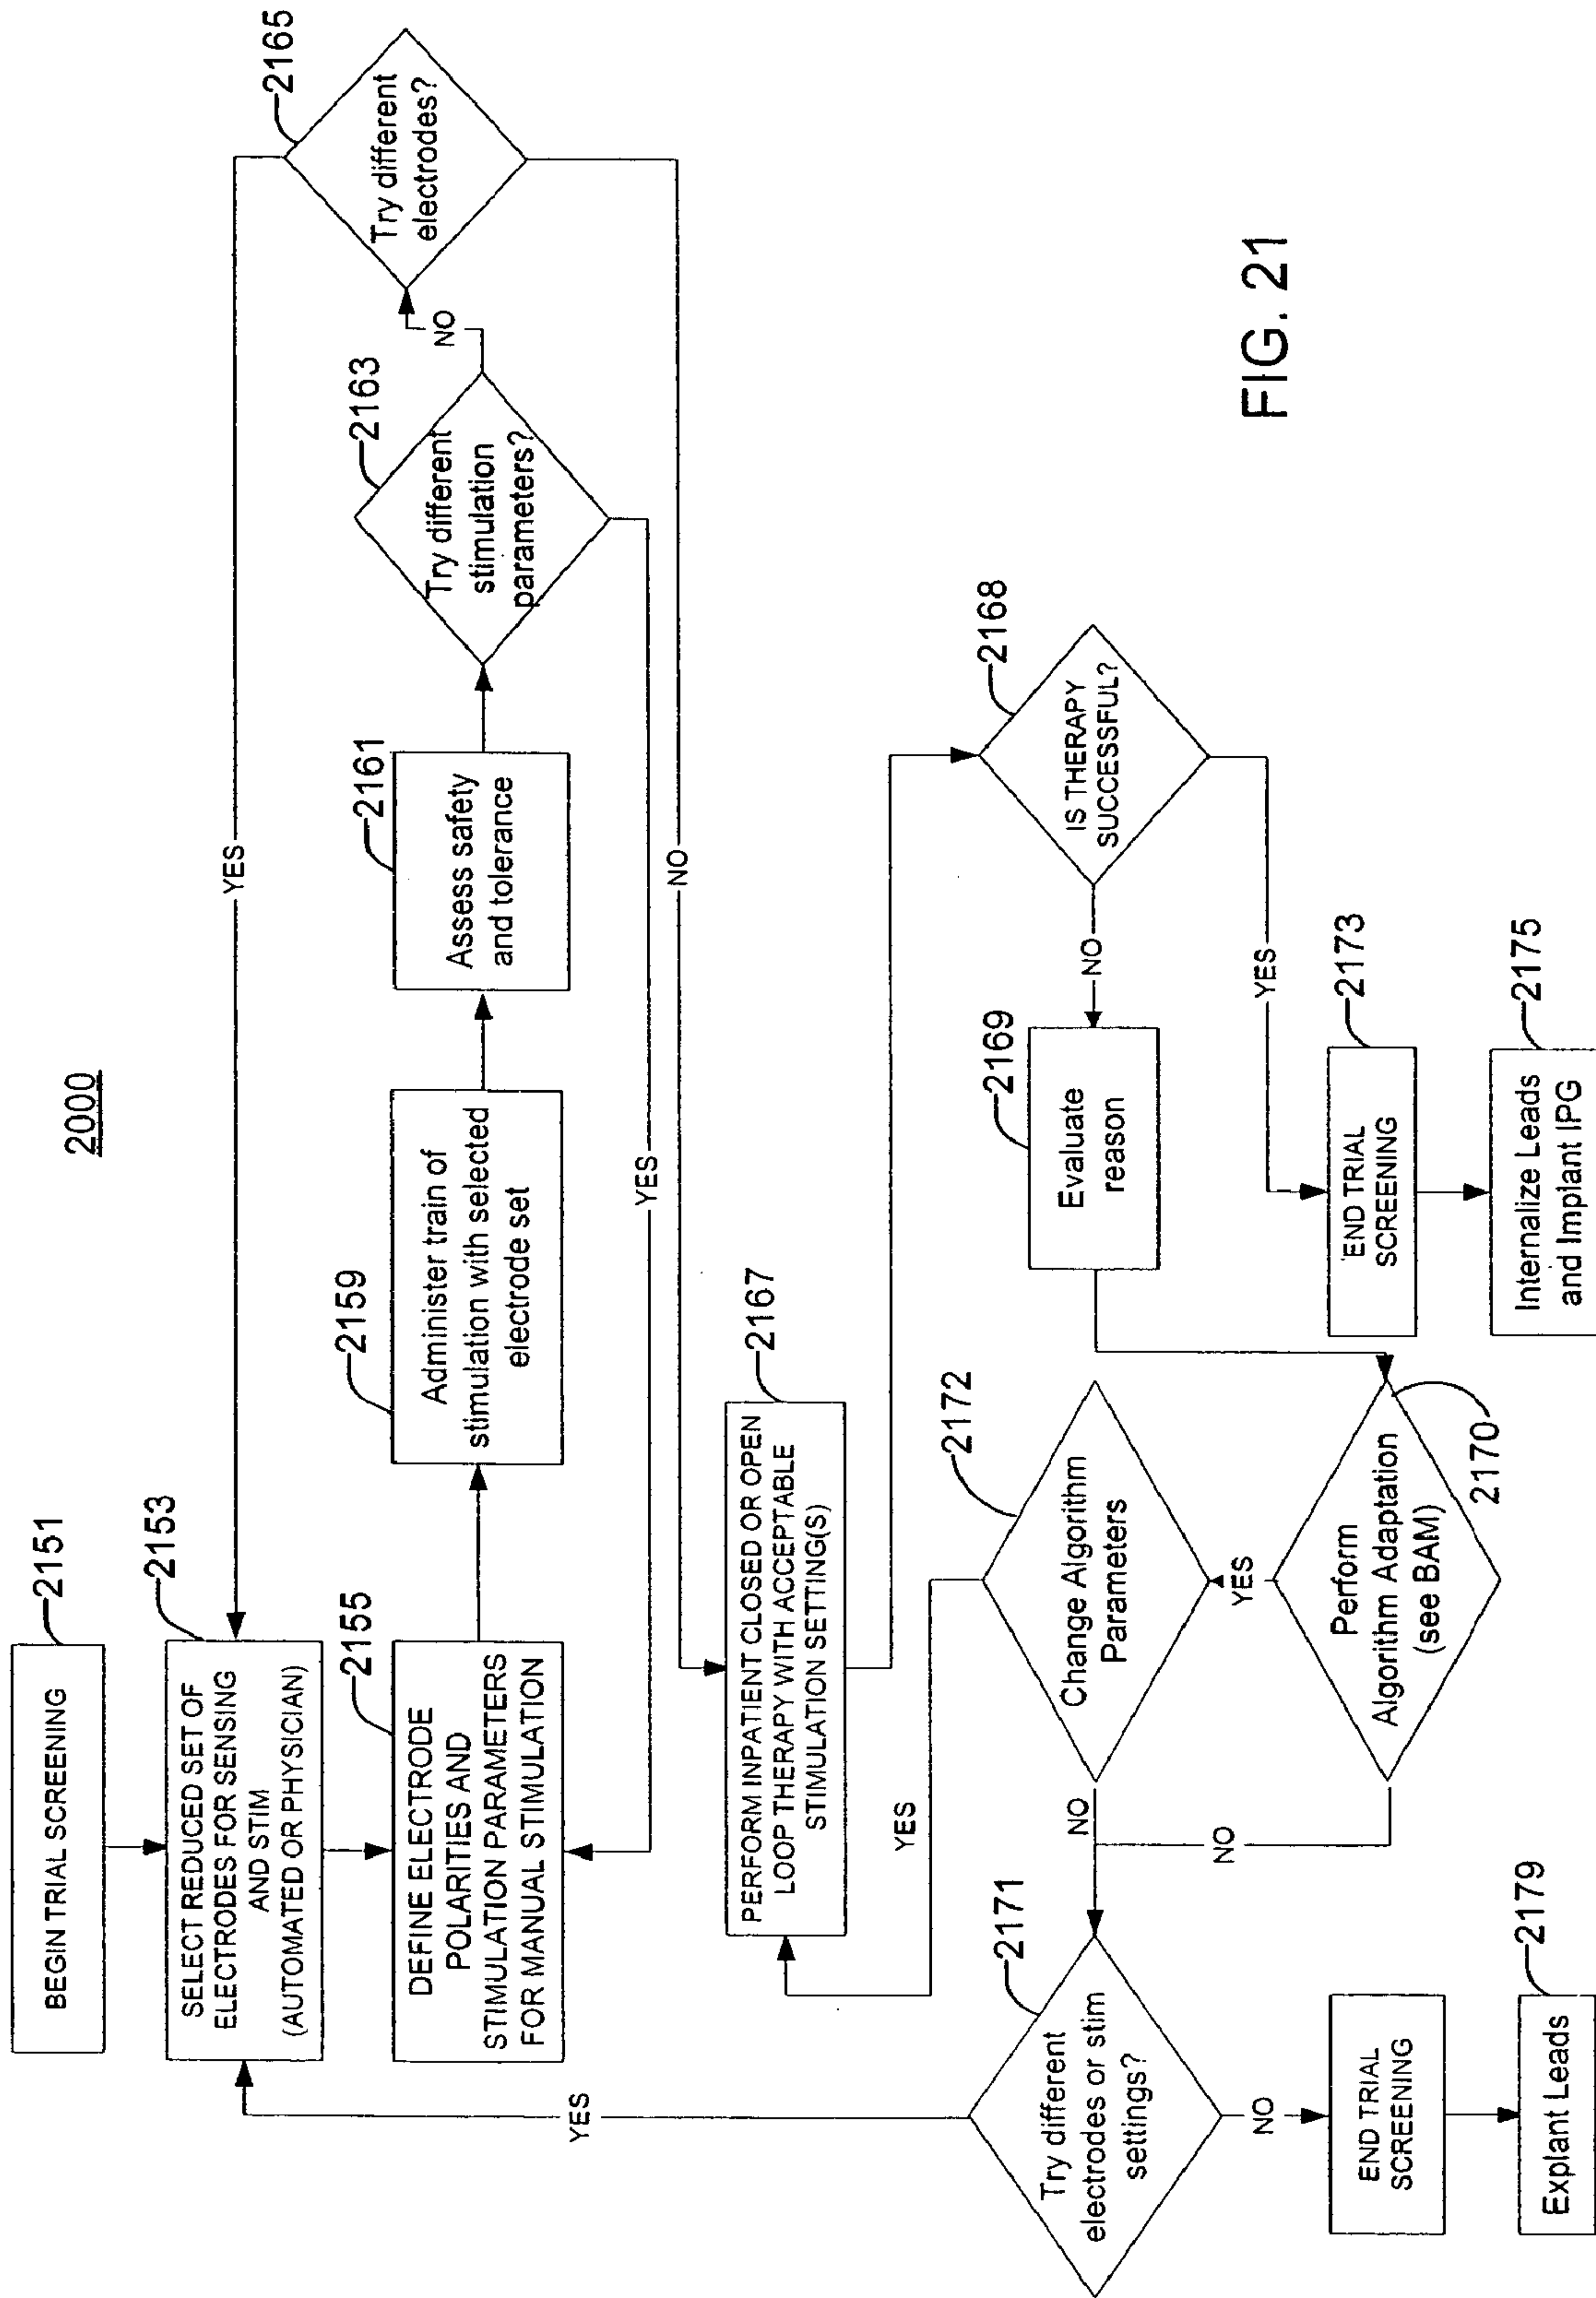 2000
BEGIN TRIAL SCREENING
2151
SELECT REDUCED SET OF
ELECTRODES FOR SENSING
AND STIM
(AUTOMATED OR PHYSICIAN)
2153
DEFINE ELECTRODE
POLARITIES AND
STIMULATION PARAMETERS
FOR MANUAL STIMULATION
2155
Administer train of
stimulation with selected
electrode set
2159
Assess safety
and tolerance
2161
Try different
stimulation
parameters?
2163
NO
YES
Try different
electrodes?
2165
YES
NO
PERFORM INPATIENT CLOSED OR OPEN
LOOP THERAPY WITH ACCEPTABLE
STIMULATION SETTING(S)
2167
IS THERAPY
SUCCESSFUL?
2168
NO
YES
Evaluate
reason
2169
END TRIAL
SCREENING
2173
Internalize Leads
and Implant IPG
2175
Perform
Algorithm Adaptation
(see BAM)
2170
YES
NO
Change Algorithm
Parameters
2172
YES
NO
Try different
electrodes or stim
settings?
2171
YES
NO
END TRIAL
SCREENING
Explant Leads
2179
FIG. 21